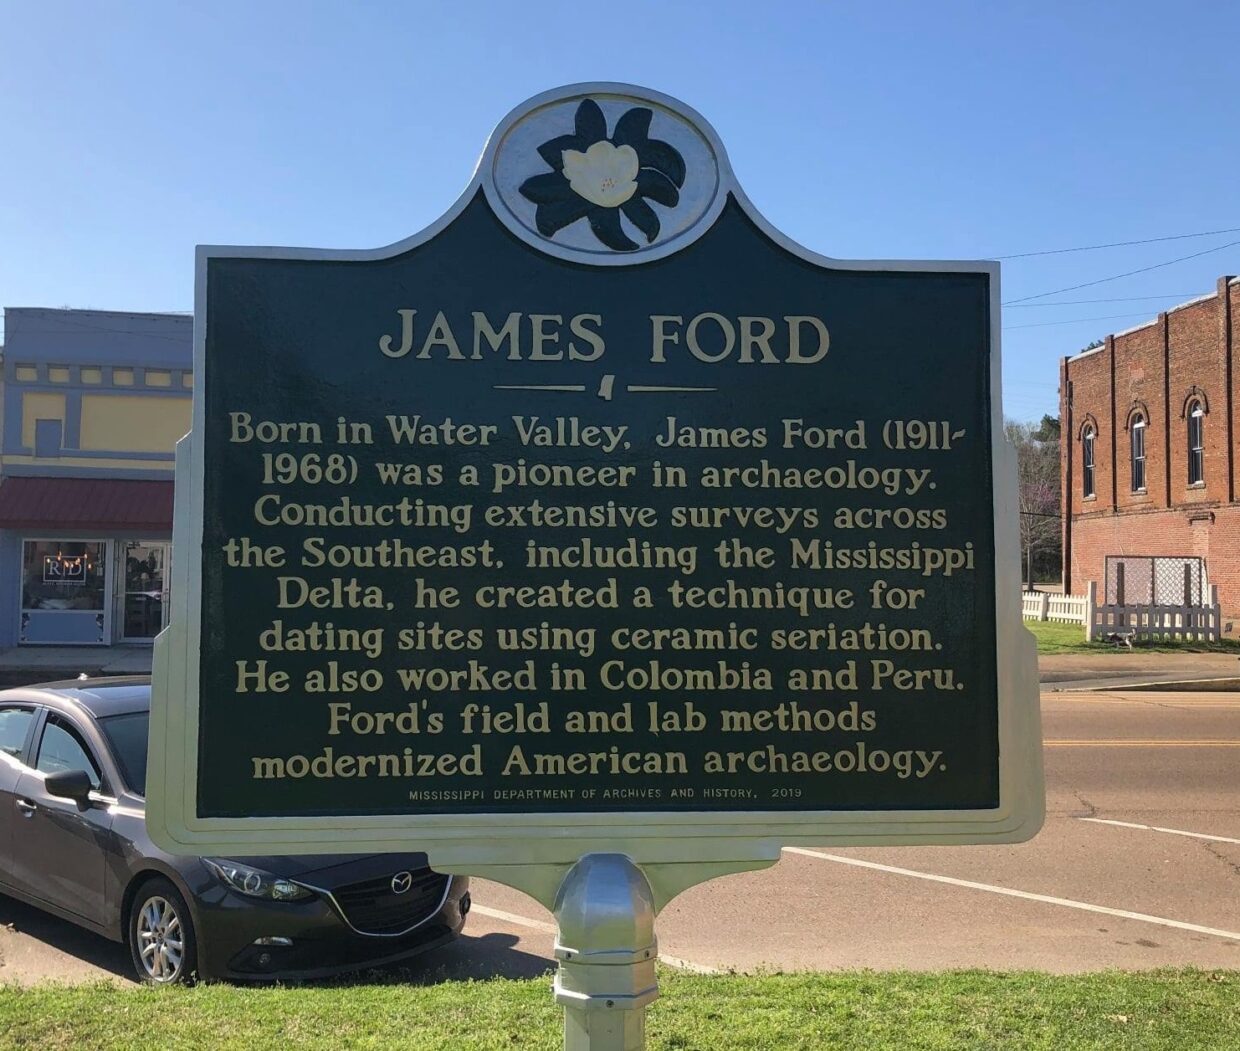 JAMES FORD
Born in Water Valley, James Ford (1911-
1968) was a pioneer in archaeology.
Conducting extensive surveys across
the Southeast, including the Mississippi
Delta, he created a technique for
dating sites using ceramic seriation.
He also worked in Colombia and Peru.
Ford's field and lab methods
modernized American archaeology.
MISSISSIPPI DEPARTMENT OF ARCHIVES AND HISTORY, 2019